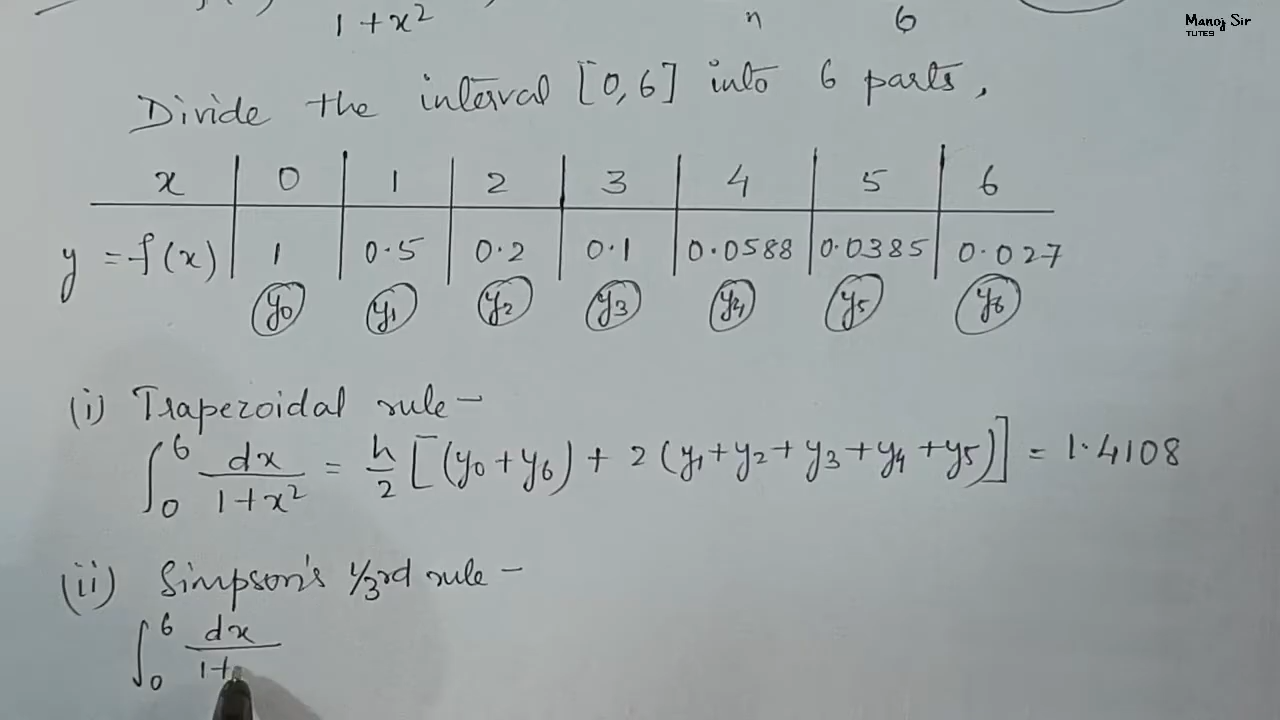 1+x² n 6
Manoj Sir
TUTES
Divide the interval [0,6] into 6 parts,
x 0 1 2 3 4 5 6
y = f(x) 1 0.5 0.2 0.1 0.0588 0.0385 0.027
y₀ y₁ y₂ y₃ y₄ y₅ y₆
(i) Trapezoidal rule –
∫₀⁶ dx/(1+x²) = h/2 [(y₀+y₆) + 2(y₁+y₂+y₃+y₄+y₅)] = 1.4108
(ii) Simpson's 1/3rd rule –
∫₀⁶ dx/1+